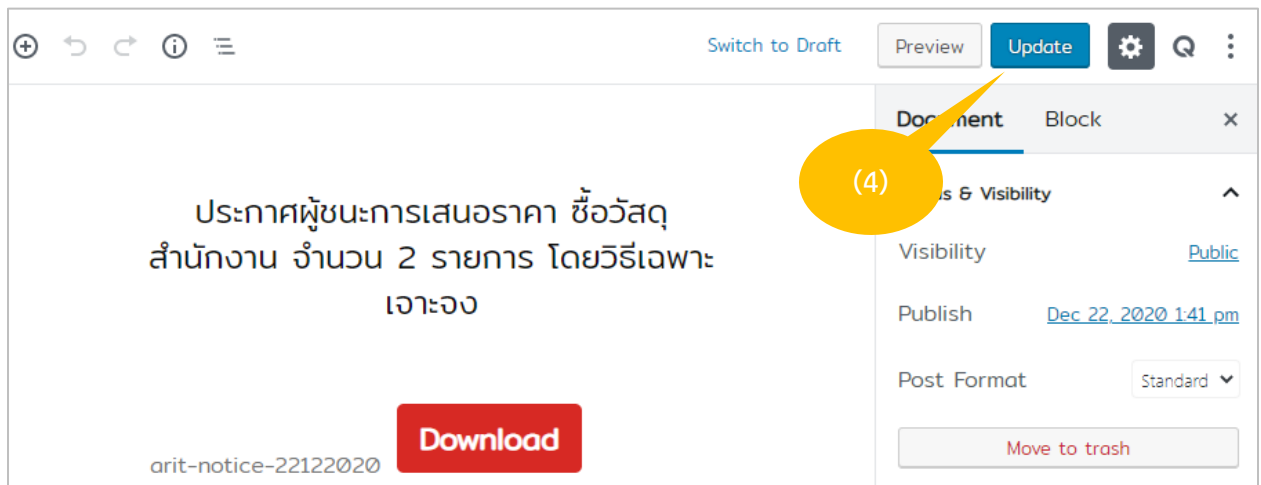 Switch to Draft Preview Update
Document Block
(4)
s & Visibility
ประกาศผู้ชนะการเสนอราคา ซื้อวัสดุ
สำนักงาน จำนวน 2 รายการ โดยวิธีเฉพาะ
เจาะจง
Visibility Public
Publish Dec 22, 2020 1:41 pm
Post Format Standard
Download
arit-notice-22122020
Move to trash